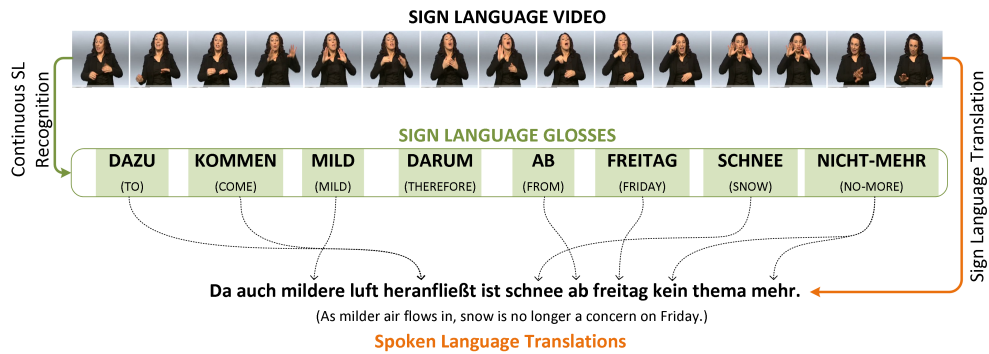 SIGN LANGUAGE VIDEO
Continuous SL
Recognition
SIGN LANGUAGE GLOSSES
DAZU KOMMEN MILD DARUM AB FREITAG SCHNEE NICHT-MEHR
(TO) (COME) (MILD) (THEREFORE) (FROM) (FRIDAY) (SNOW) (NO-MORE)
Sign Language Translation
Da auch mildere luft heranfließt ist schnee ab freitag kein thema mehr.
(As milder air flows in, snow is no longer a concern on Friday.)
Spoken Language Translations